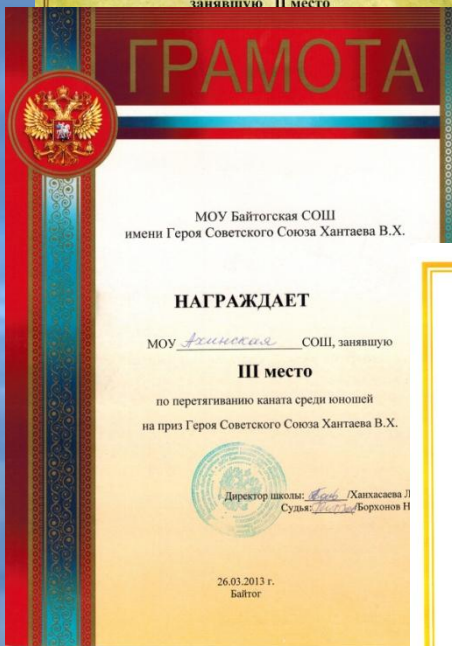 занявшую II место
ГРАМОТА
МОУ Байтогская СОШ
имени Героя Советского Союза Хантаева В.Х.
НАГРАЖДАЕТ
МОУ Ахинская СОШ, занявшую
III место
по перетягиванию каната среди юношей
на приз Героя Советского Союза Хантаева В.Х.
Директор школы: /Ханхасаева Л
Судья: /Борхонов Н
26.03.2013 г.
Байтог